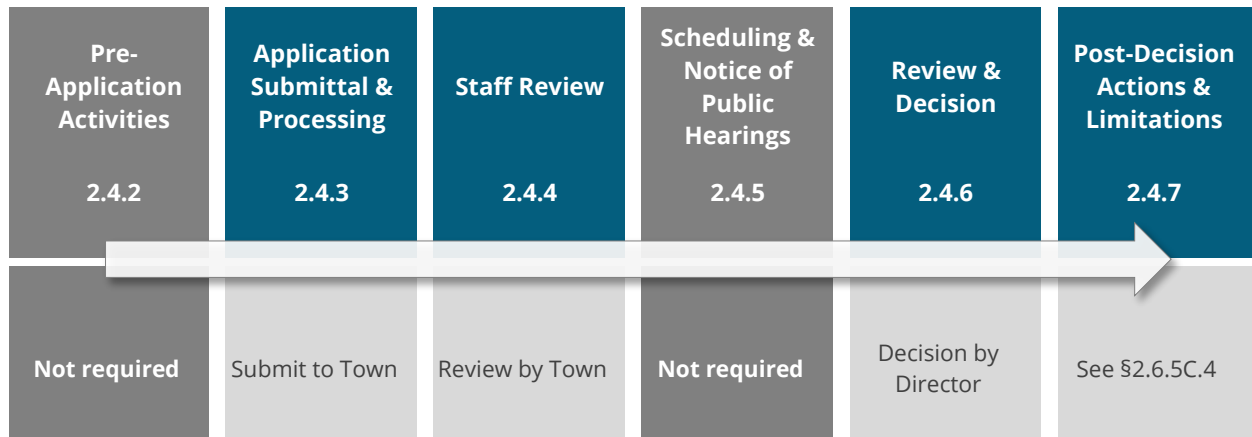 Pre-
Application
Activities
2.4.2
Application
Submittal &
Processing
2.4.3
Staff Review
2.4.4
Scheduling &
Notice of
Public
Hearings
2.4.5
Review &
Decision
2.4.6
Post-Decision
Actions &
Limitations
2.4.7
Not required
Submit to Town
Review by Town
Not required
Decision by
Director
See §2.6.5C.4